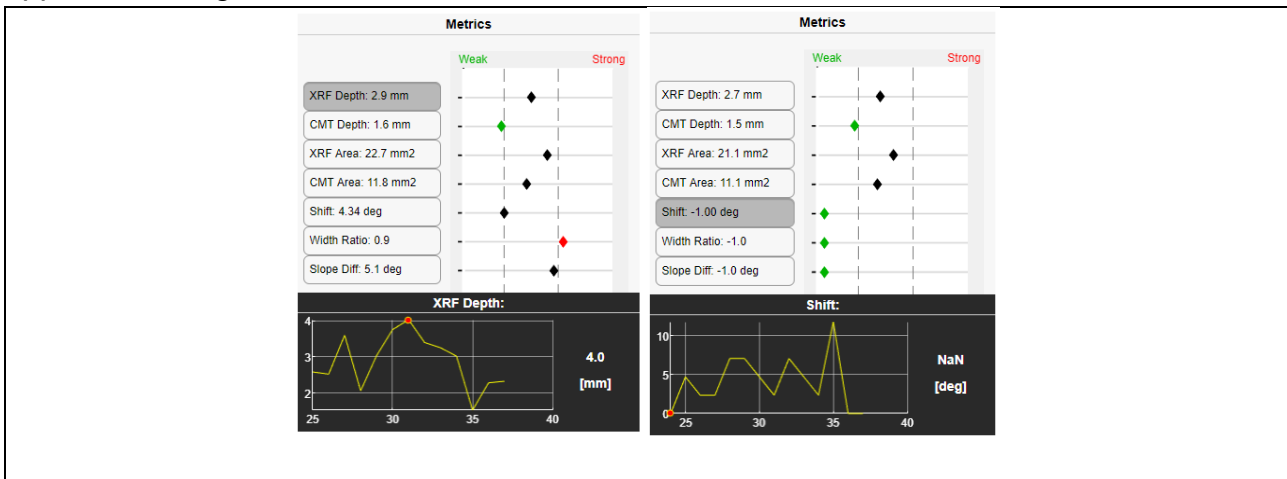 Metrics
Weak Strong
XRF Depth: 2.9 mm
CMT Depth: 1.6 mm
XRF Area: 22.7 mm2
CMT Area: 11.8 mm2
Shift: 4.34 deg
Width Ratio: 0.9
Slope Diff: 5.1 deg
XRF Depth:
4
3
2
25 30 35 40
4.0
[mm]
Metrics
Weak Strong
XRF Depth: 2.7 mm
CMT Depth: 1.5 mm
XRF Area: 21.1 mm2
CMT Area: 11.1 mm2
Shift: -1.00 deg
Width Ratio: -1.0
Slope Diff: -1.0 deg
Shift:
10
5
0
25 30 35 40
NaN
[deg]